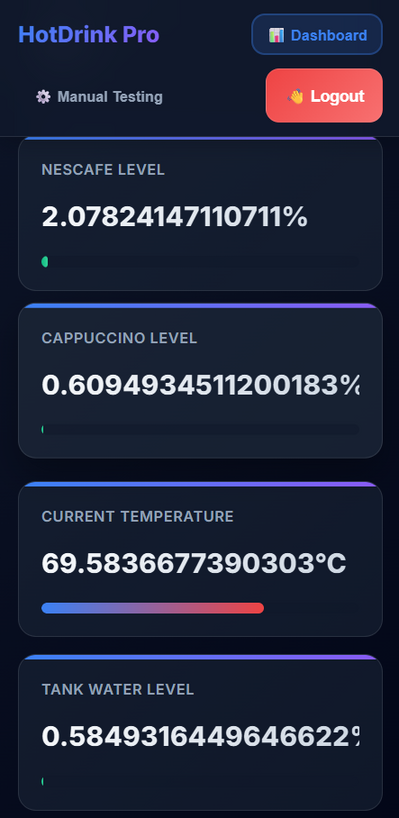 HotDrink Pro
📊 Dashboard
⚙️ Manual Testing
👋 Logout
NESCAFE LEVEL
2.07824147110711%
CAPPUCCINO LEVEL
0.6094934511200183%
CURRENT TEMPERATURE
69.5836677390303°C
TANK WATER LEVEL
0.5849316449646622%